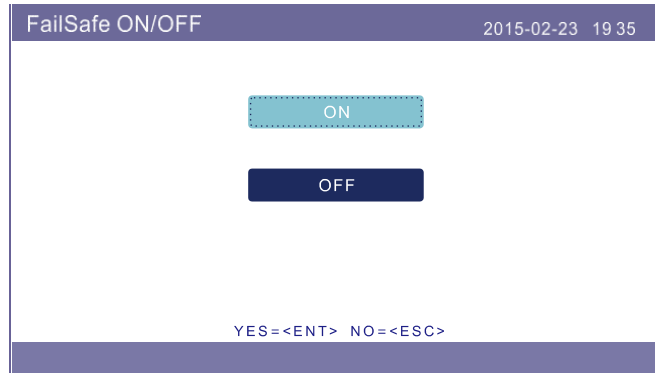 FailSafe ON/OFF
2015-02-23 19 35
ON
OFF
YES=<ENT> NO=<ESC>